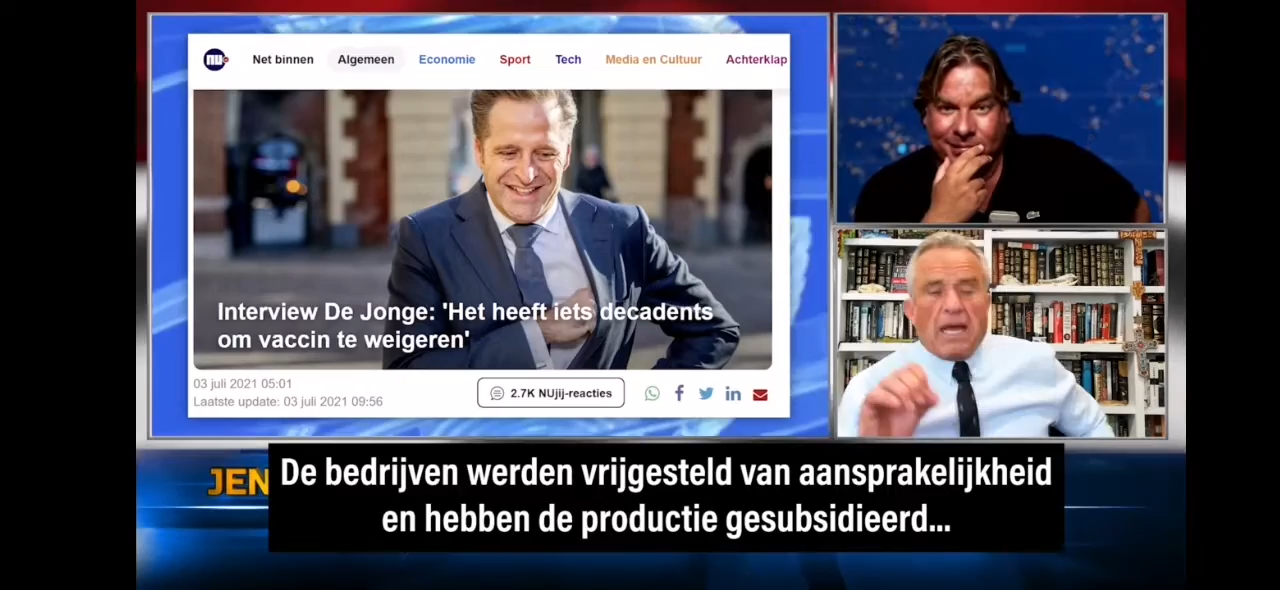 nu
Net binnen Algemeen Economie Sport Tech Media en Cultuur Achterklap
Interview De Jonge: 'Het heeft iets decadents
om vaccin te weigeren'
03 juli 2021 05:01
Laatste update: 03 juli 2021 09:56
2.7K NUjij-reacties
JEN
De bedrijven werden vrijgesteld van aansprakelijkheid
en hebben de productie gesubsidieerd...